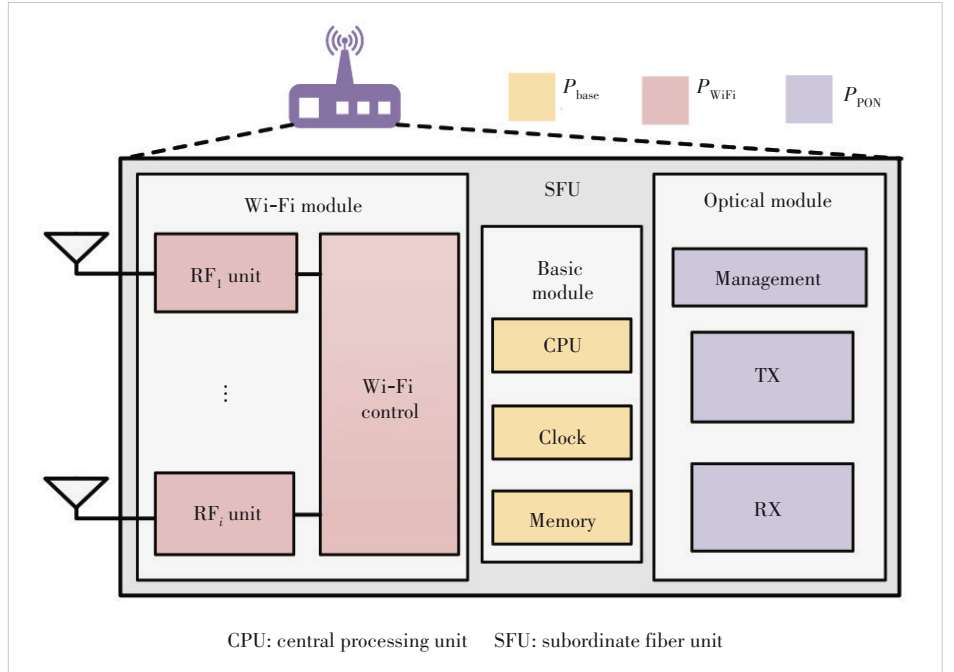 P_base
P_WiFi
P_PON
SFU
Wi-Fi module
Optical module
RF_1 unit
Basic
module
Management
CPU
TX
⋮
Wi-Fi
control
Clock
RF_i unit
Memory
RX
CPU: central processing unit SFU: subordinate fiber unit